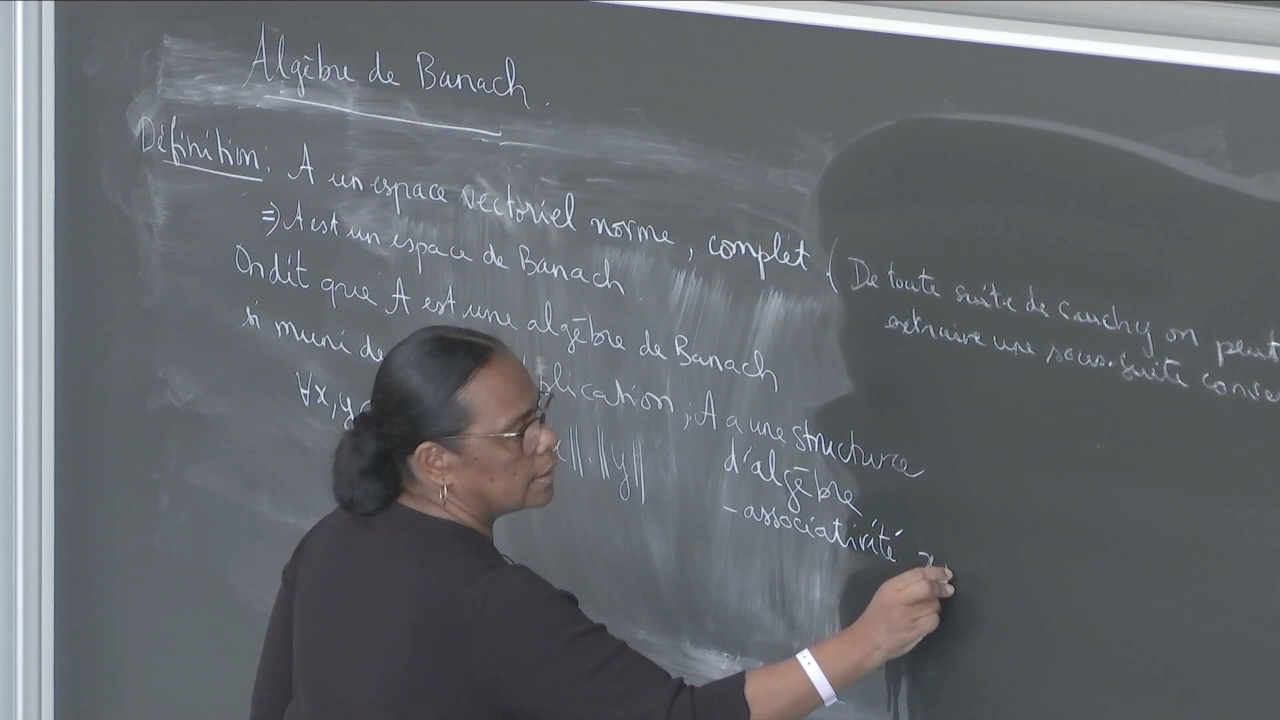 Algèbre de Banach.
Définition: A un espace vectoriel normé, complet (De toute suite de Cauchy on peut
extraire une sous-suite conve
⇒ A est un espace de Banach
On dit que A est une algèbre de Banach
si muni de plication, A a une structure
d'algèbre
∀x,y ||.||y||
- associativité x